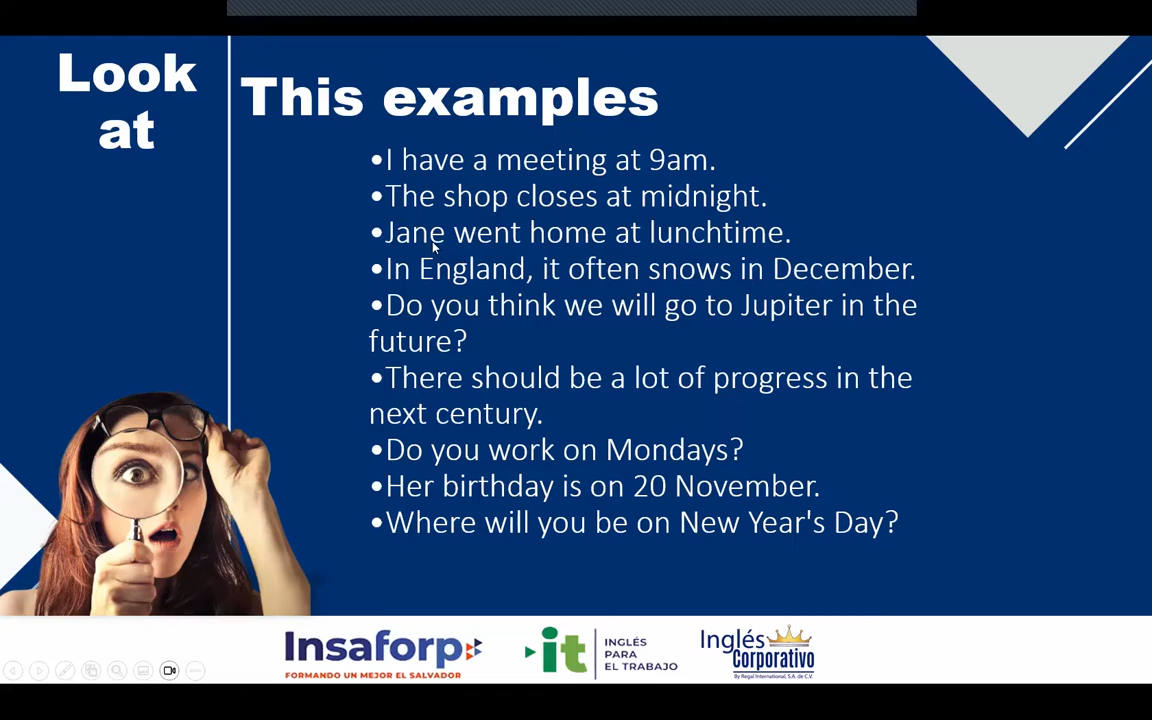 Look
at
This examples
•I have a meeting at 9am.
•The shop closes at midnight.
•Jane went home at lunchtime.
•In England, it often snows in December.
•Do you think we will go to Jupiter in the
future?
•There should be a lot of progress in the
next century.
•Do you work on Mondays?
•Her birthday is on 20 November.
•Where will you be on New Year's Day?
Insaforp
FORMANDO UN MEJOR EL SALVADOR
it
INGLÉS
PARA
EL TRABAJO
Inglés
Corporativo
By Regal International, S.A. de C.V.